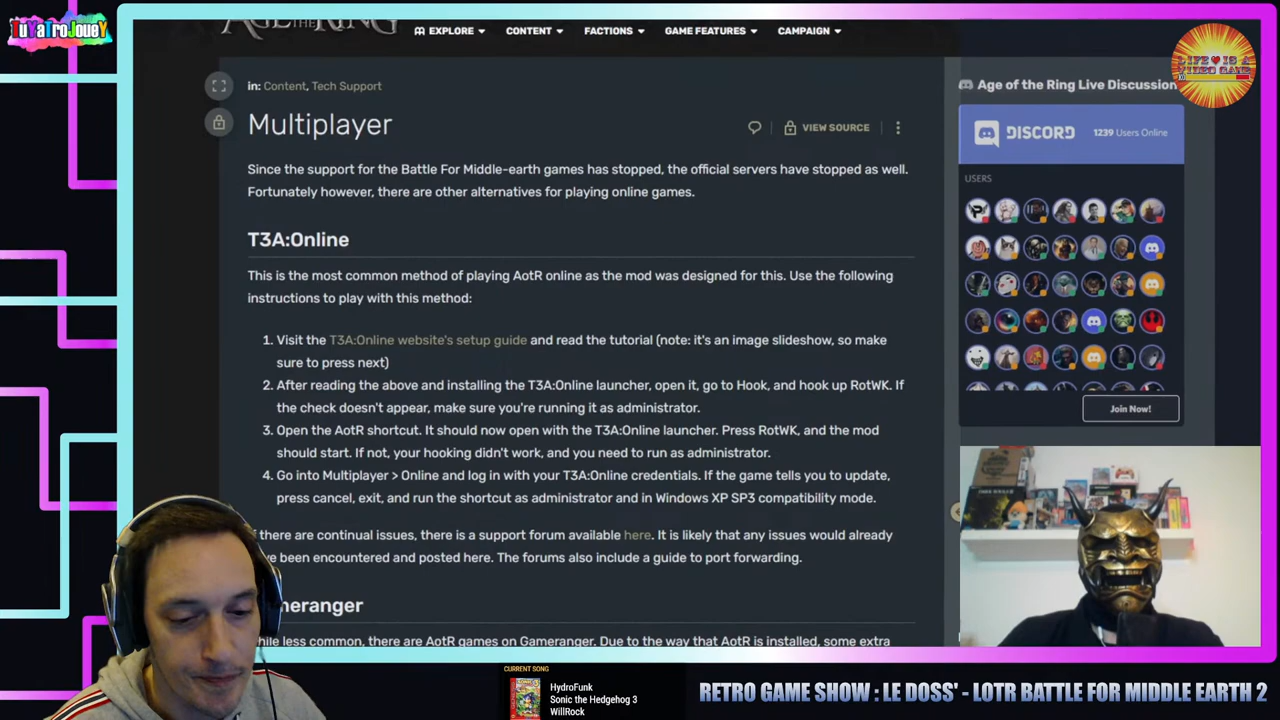 TuYaTroJoueY
AGE OF THE RING
EXPLORE
CONTENT
FACTIONS
GAME FEATURES
CAMPAIGN
LIFE IS A
VIDEO GAME
in: Content, Tech Support
Multiplayer
VIEW SOURCE
Since the support for the Battle For Middle-earth games has stopped, the official servers have stopped as well.
Fortunately however, there are other alternatives for playing online games.
T3A:Online
This is the most common method of playing AotR online as the mod was designed for this. Use the following
instructions to play with this method:
1. Visit the T3A:Online website's setup guide and read the tutorial (note: it's an image slideshow, so make
sure to press next)
2. After reading the above and installing the T3A:Online launcher, open it, go to Hook, and hook up RotWK. If
the check doesn't appear, make sure you're running it as administrator.
3. Open the AotR shortcut. It should now open with the T3A:Online launcher. Press RotWK, and the mod
should start. If not, your hooking didn't work, and you need to run as administrator.
4. Go into Multiplayer > Online and log in with your T3A:Online credentials. If the game tells you to update,
press cancel, exit, and run the shortcut as administrator and in Windows XP SP3 compatibility mode.
f there are continual issues, there is a support forum available here. It is likely that any issues would already
ve been encountered and posted here. The forums also include a guide to port forwarding.
meranger
hile less common, there are AotR games on Gameranger. Due to the way that AotR is installed, some extra
Age of the Ring Live Discussion
DISCORD
1239 Users Online
USERS
Join Now!
CURRENT SONG
HydroFunk
Sonic the Hedgehog 3
WillRock
RETRO GAME SHOW : LE DOSS' - LOTR BATTLE FOR MIDDLE EARTH 2